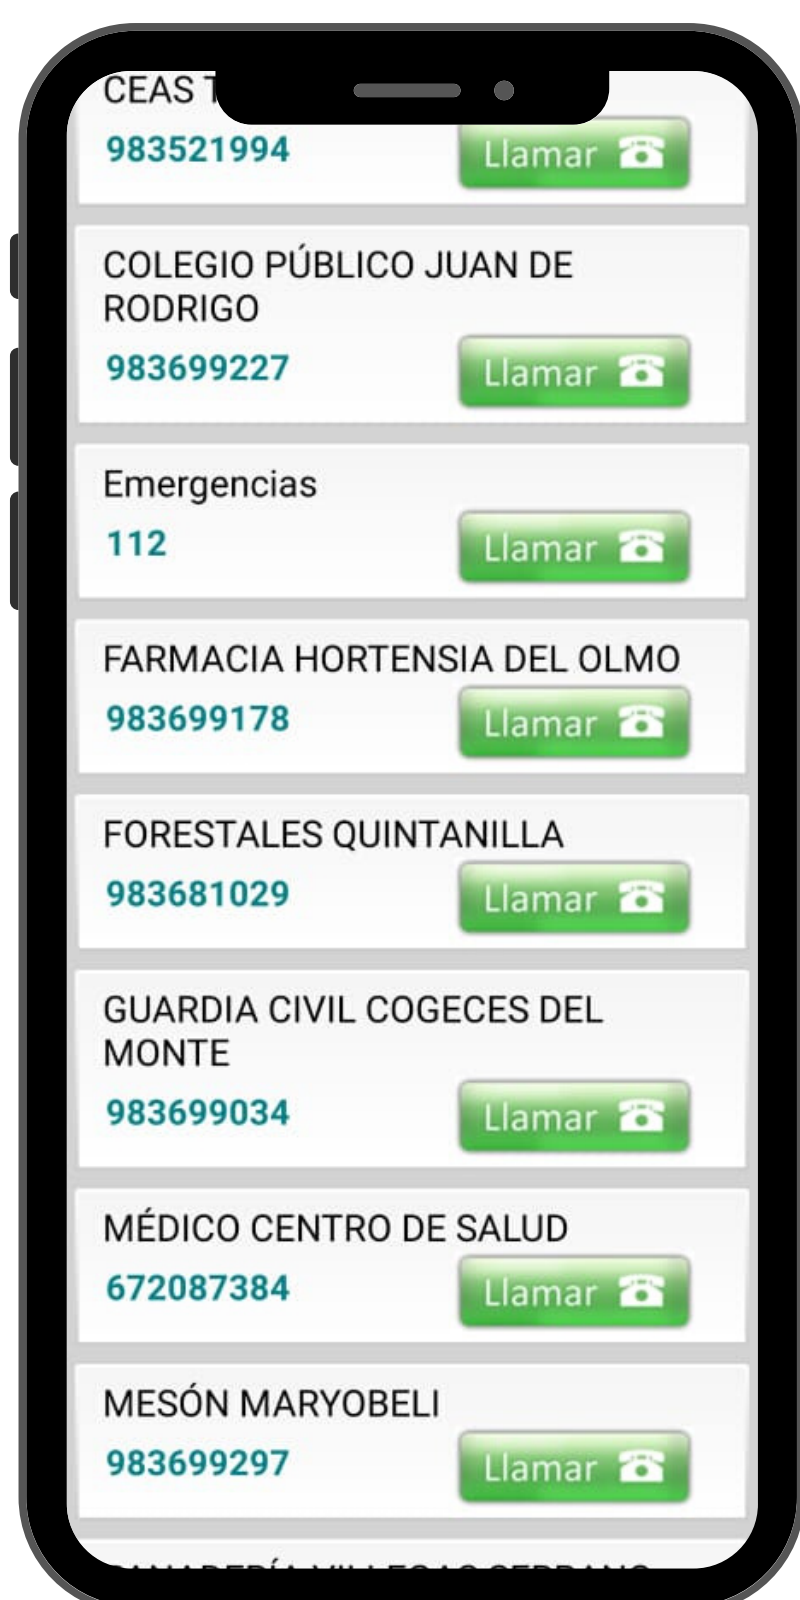 CEAS
983521994
Llamar
COLEGIO PÚBLICO JUAN DE
RODRIGO
983699227
Llamar
Emergencias
112
Llamar
FARMACIA HORTENSIA DEL OLMO
983699178
Llamar
FORESTALES QUINTANILLA
983681029
Llamar
GUARDIA CIVIL COGECES DEL
MONTE
983699034
Llamar
MÉDICO CENTRO DE SALUD
672087384
Llamar
MESÓN MARYOBELI
983699297
Llamar